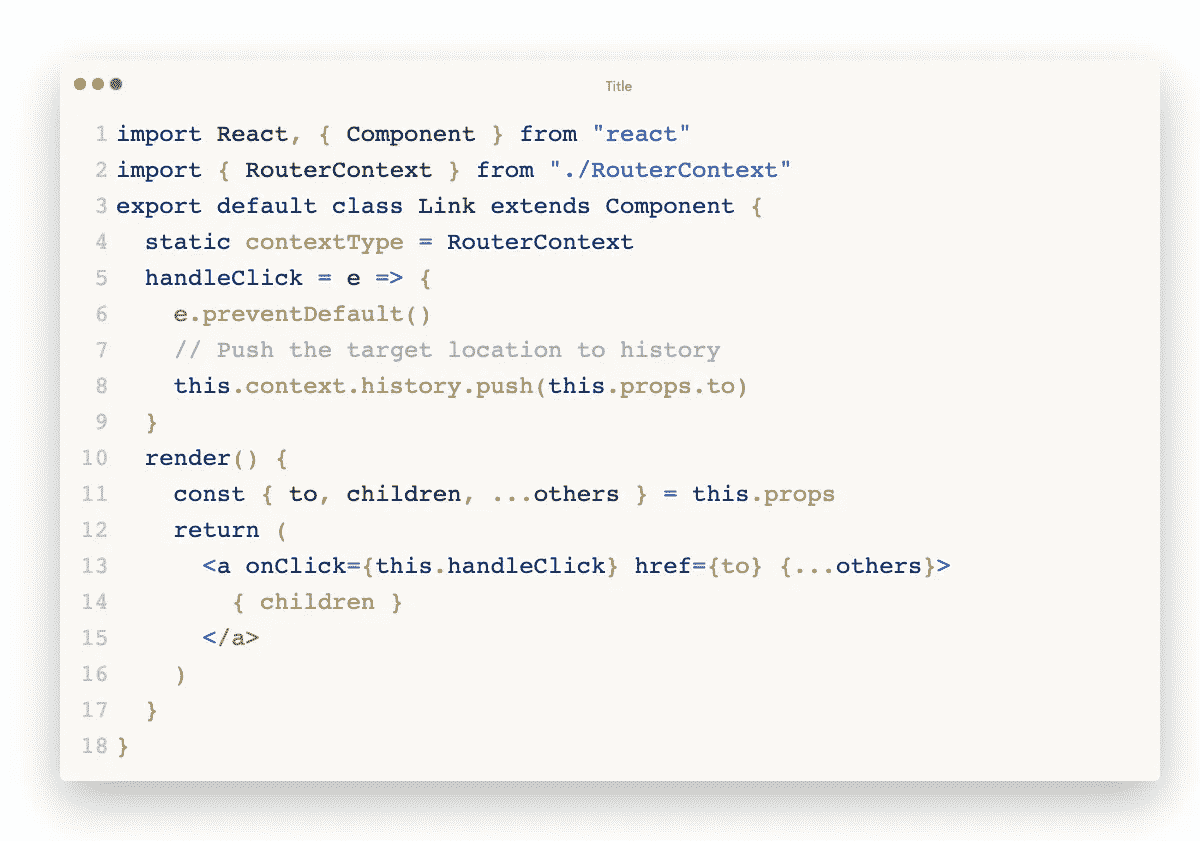 Title
1 import React, { Component } from "react"
2 import { RouterContext } from "./RouterContext"
3 export default class Link extends Component {
4   static contextType = RouterContext
5   handleClick = e => {
6     e.preventDefault()
7     // Push the target location to history
8     this.context.history.push(this.props.to)
9   }
10   render() {
11     const { to, children, ...others } = this.props
12     return (
13       <a onClick={this.handleClick} href={to} {...others}>
14         { children }
15       </a>
16     )
17   }
18 }